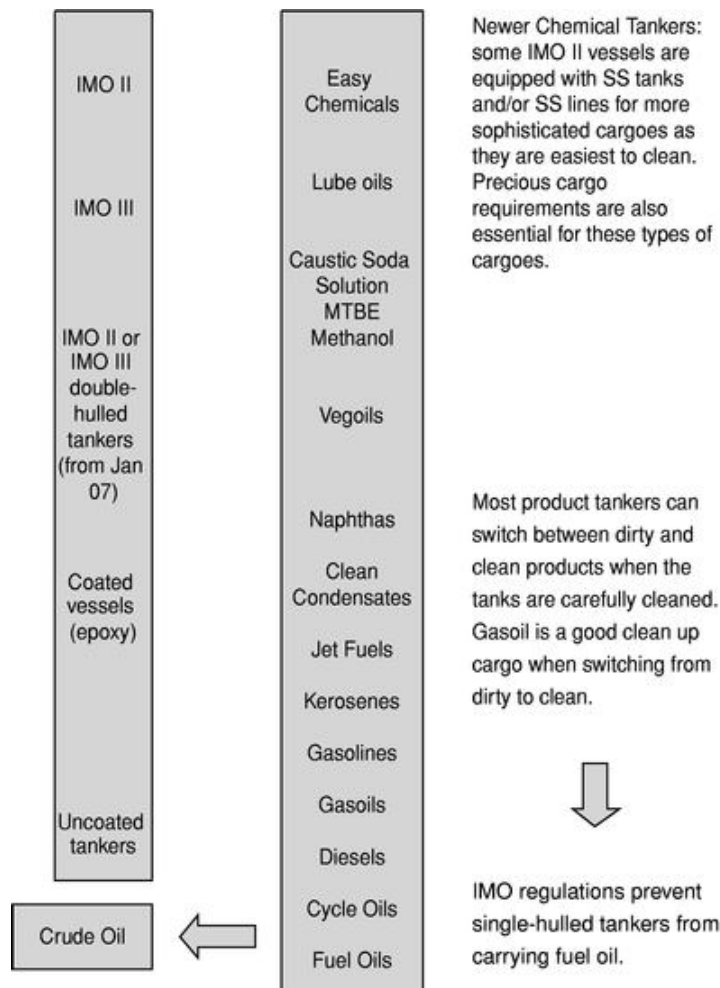 IMO II
IMO III
IMO II or
IMO III
double-
hulled
tankers
(from Jan
07)
Coated
vessels
(epoxy)
Uncoated
tankers
Crude Oil
Easy
Chemicals
Lube oils
Caustic Soda
Solution
MTBE
Methanol
Vegoils
Naphthas
Clean
Condensates
Jet Fuels
Kerosenes
Gasolines
Gasoils
Diesels
Cycle Oils
Fuel Oils
Newer Chemical Tankers:
some IMO II vessels are
equipped with SS tanks
and/or SS lines for more
sophisticated cargoes as
they are easiest to clean.
Precious cargo
requirements are also
essential for these types of
cargoes.
Most product tankers can
switch between dirty and
clean products when the
tanks are carefully cleaned.
Gasoil is a good clean up
cargo when switching from
dirty to clean.
IMO regulations prevent
single-hulled tankers from
carrying fuel oil.